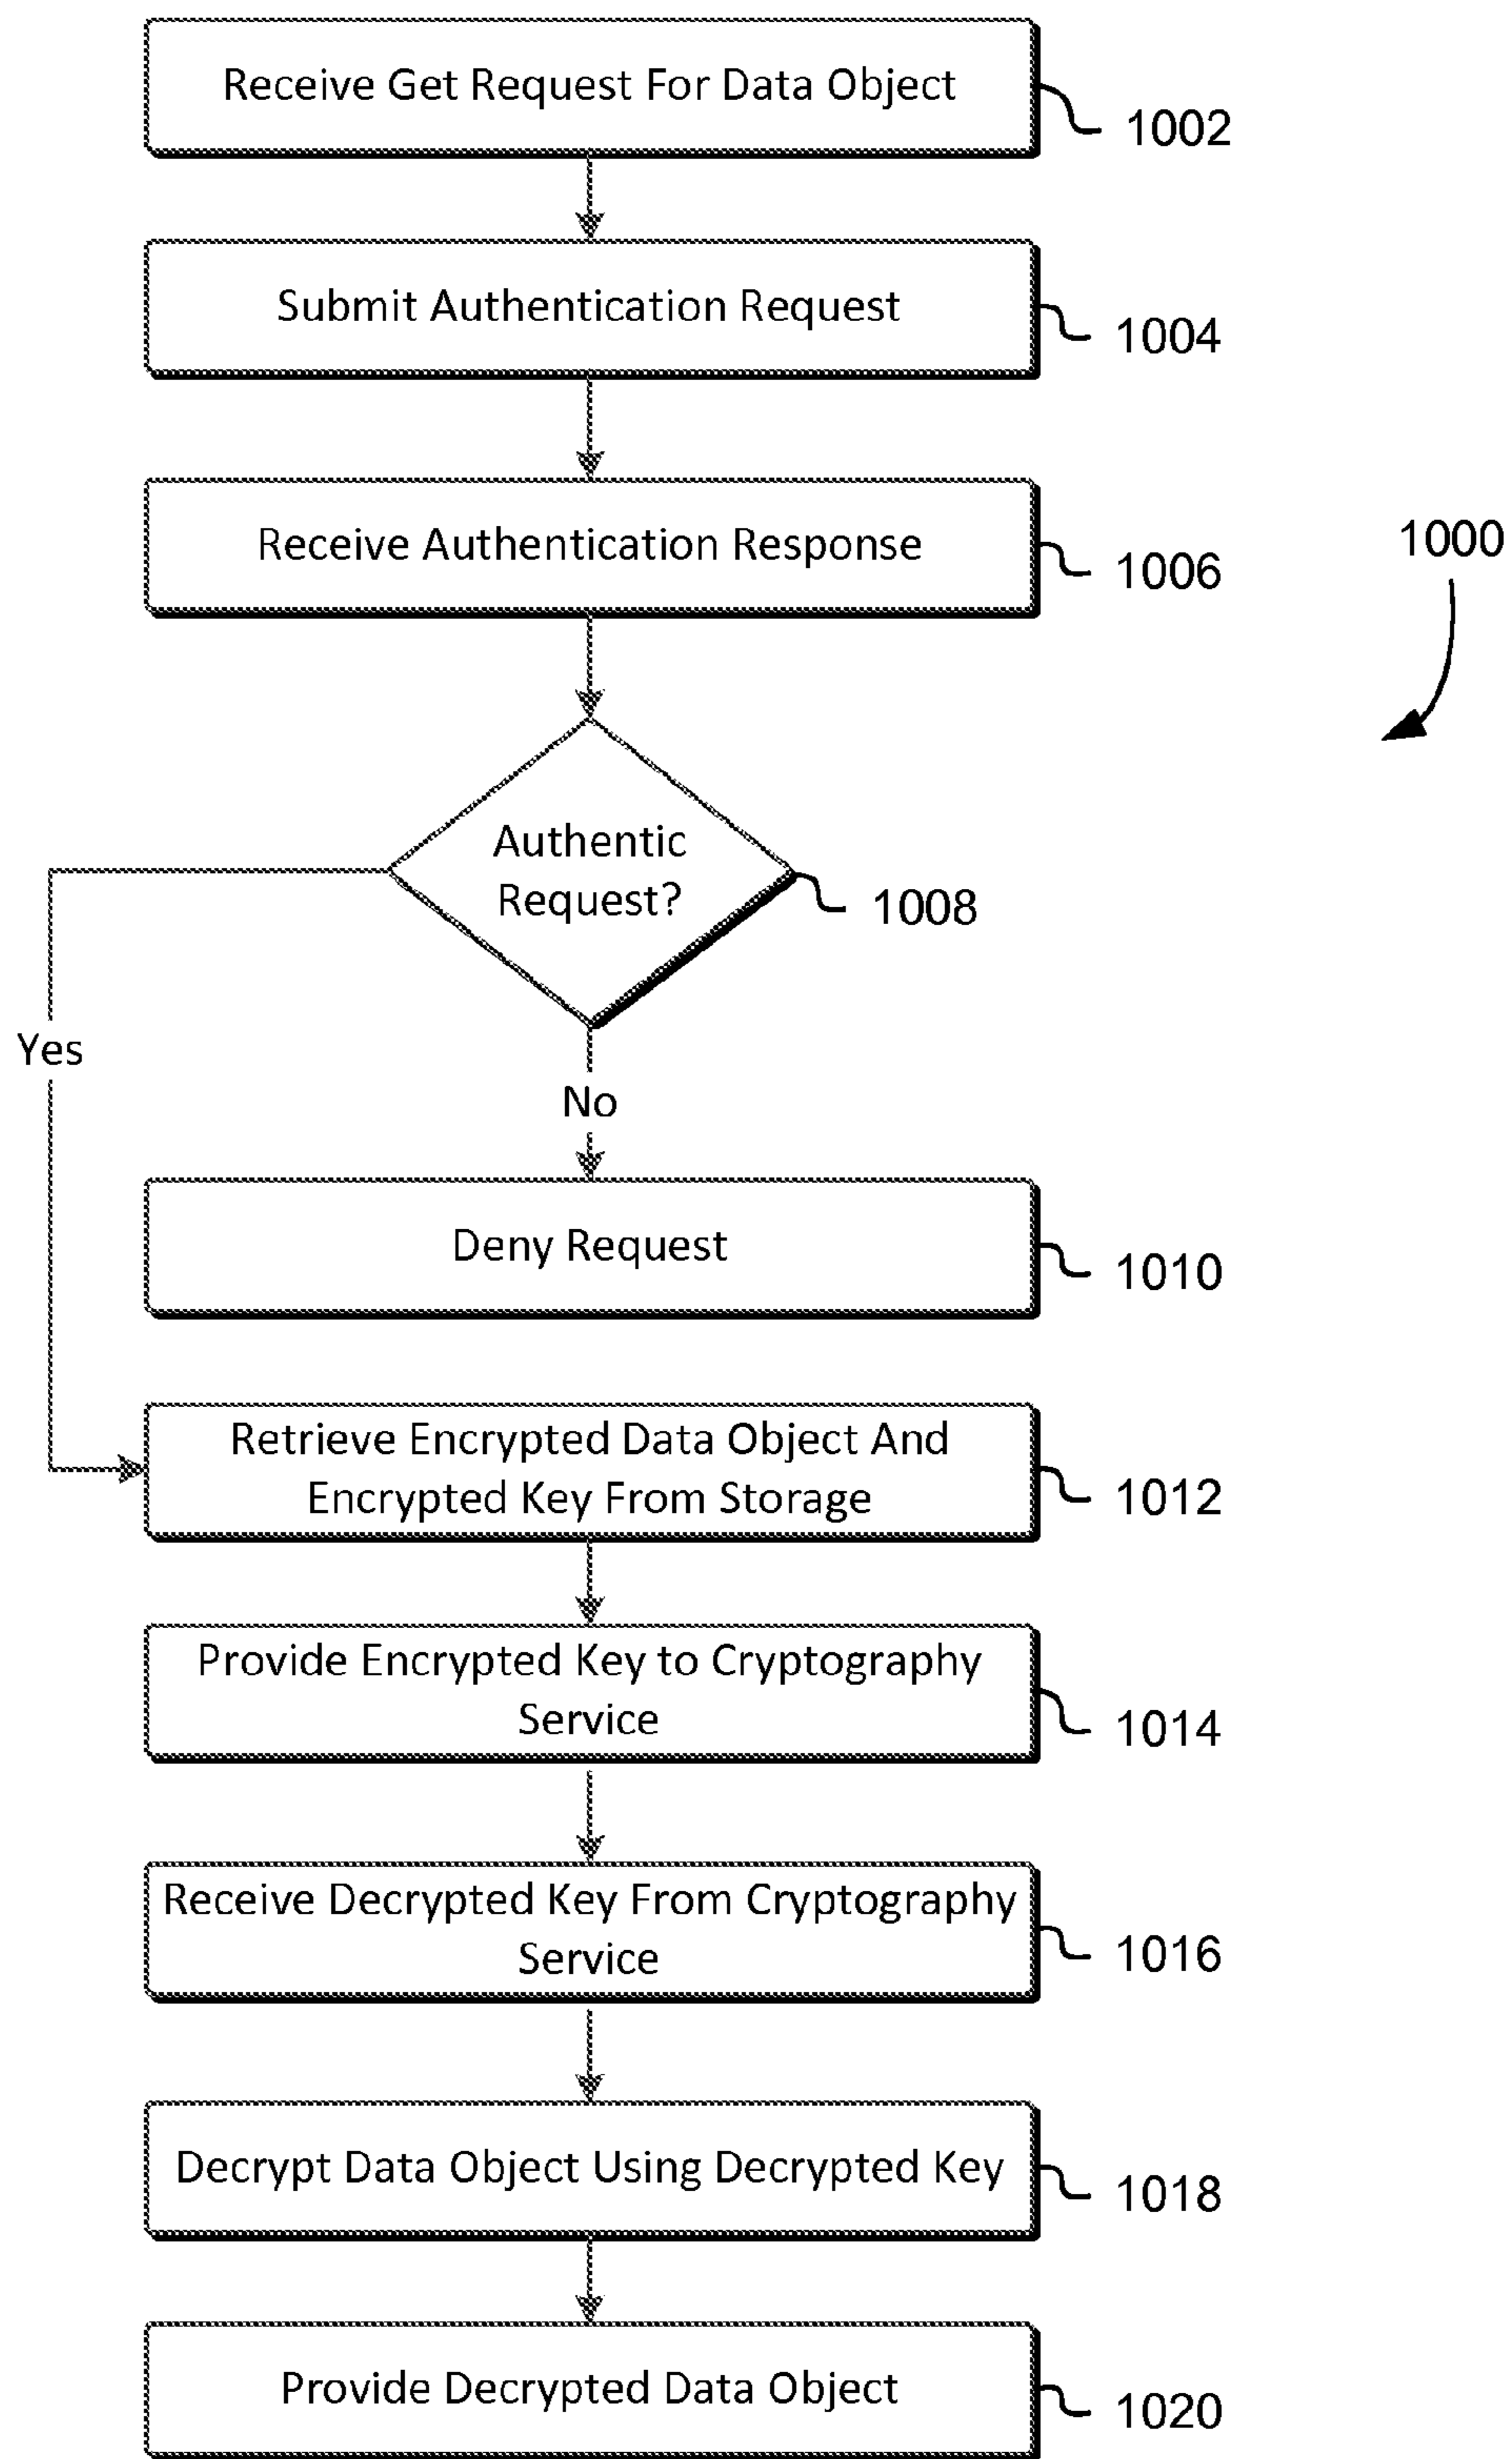 Receive Get Request For Data Object
1002
Submit Authentication Request
1004
Receive Authentication Response
1006
1000
Authentic
Request?
1008
Yes
No
Deny Request
1010
Retrieve Encrypted Data Object And
Encrypted Key From Storage
1012
Provide Encrypted Key to Cryptography
Service
1014
Receive Decrypted Key From Cryptography
Service
1016
Decrypt Data Object Using Decrypted Key
1018
Provide Decrypted Data Object
1020